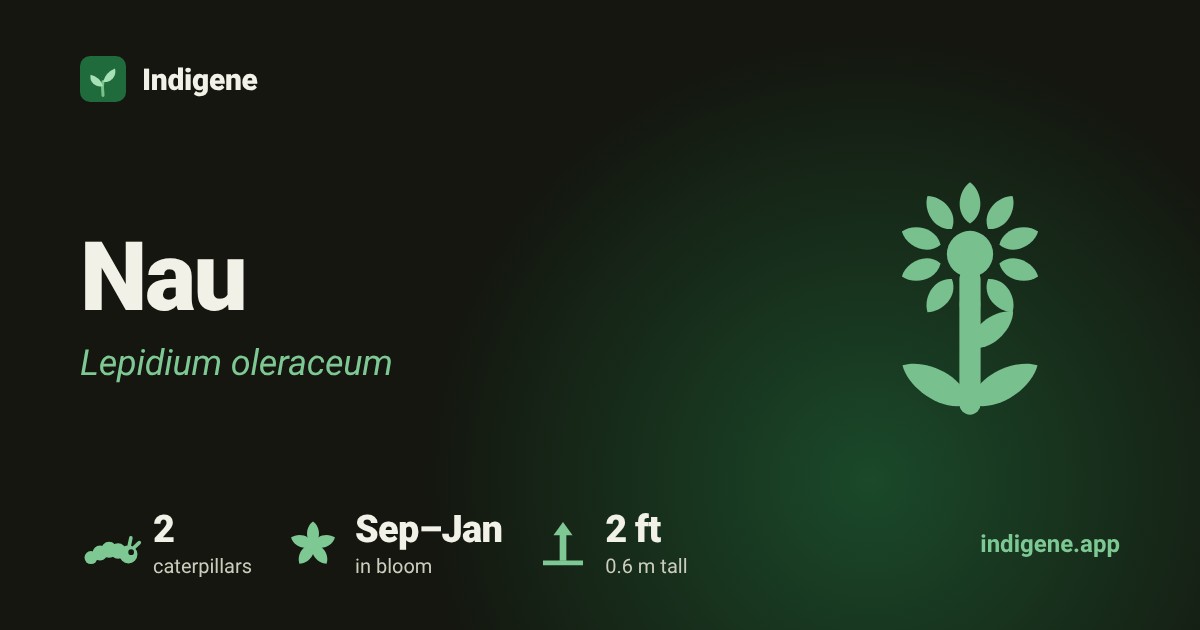 Indigene
Nau
Lepidium oleraceum
2
caterpillars
Sep–Jan
in bloom
2 ft
0.6 m tall
indigene.app